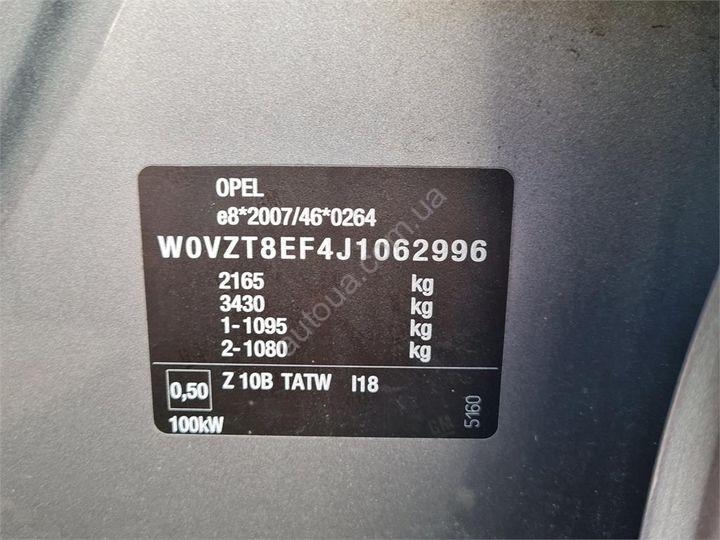 OPEL
e8*2007/46*0264
W0VZT8EF4J1062996
2165 kg
3430 kg
1-1095 kg
2-1080 kg
0,50 Z 10B TATW I18
100kW
GM
5160
autoua.com.ua